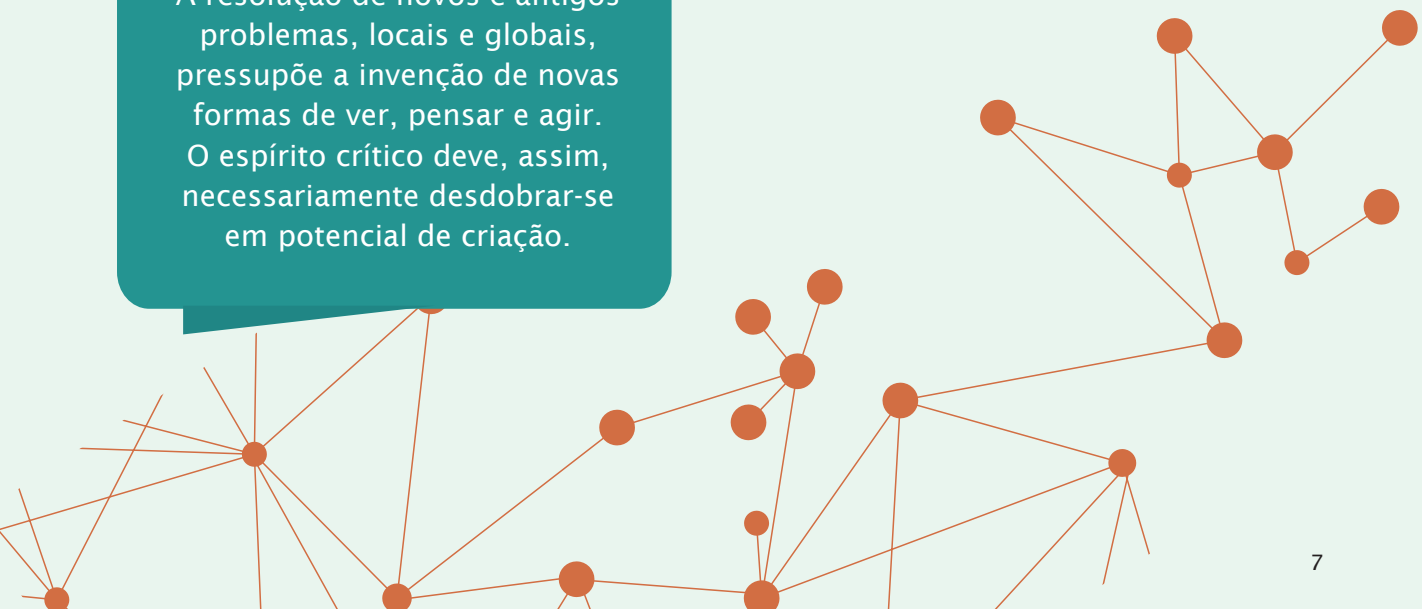 A resolução de novos e antigos
problemas, locais e globais,
pressupõe a invenção de novas
formas de ver, pensar e agir.
O espírito crítico deve, assim,
necessariamente desdobrar-se
em potencial de criação.
7